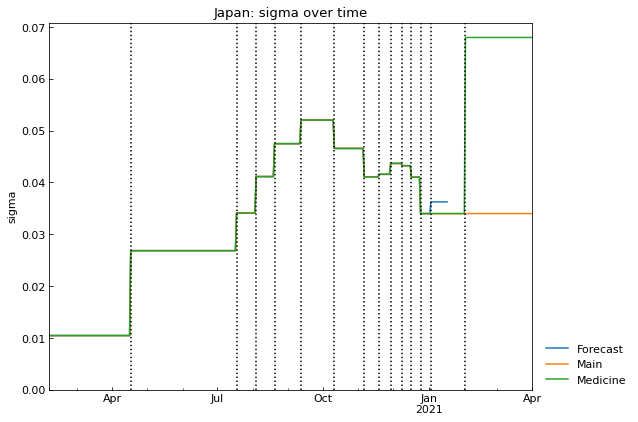 Japan: sigma over time
0.07
0.06
0.05
0.04
0.03
0.02
0.01
0.00
sigma
Apr
Jul
Oct
Jan
2021
Apr
Forecast
Main
Medicine